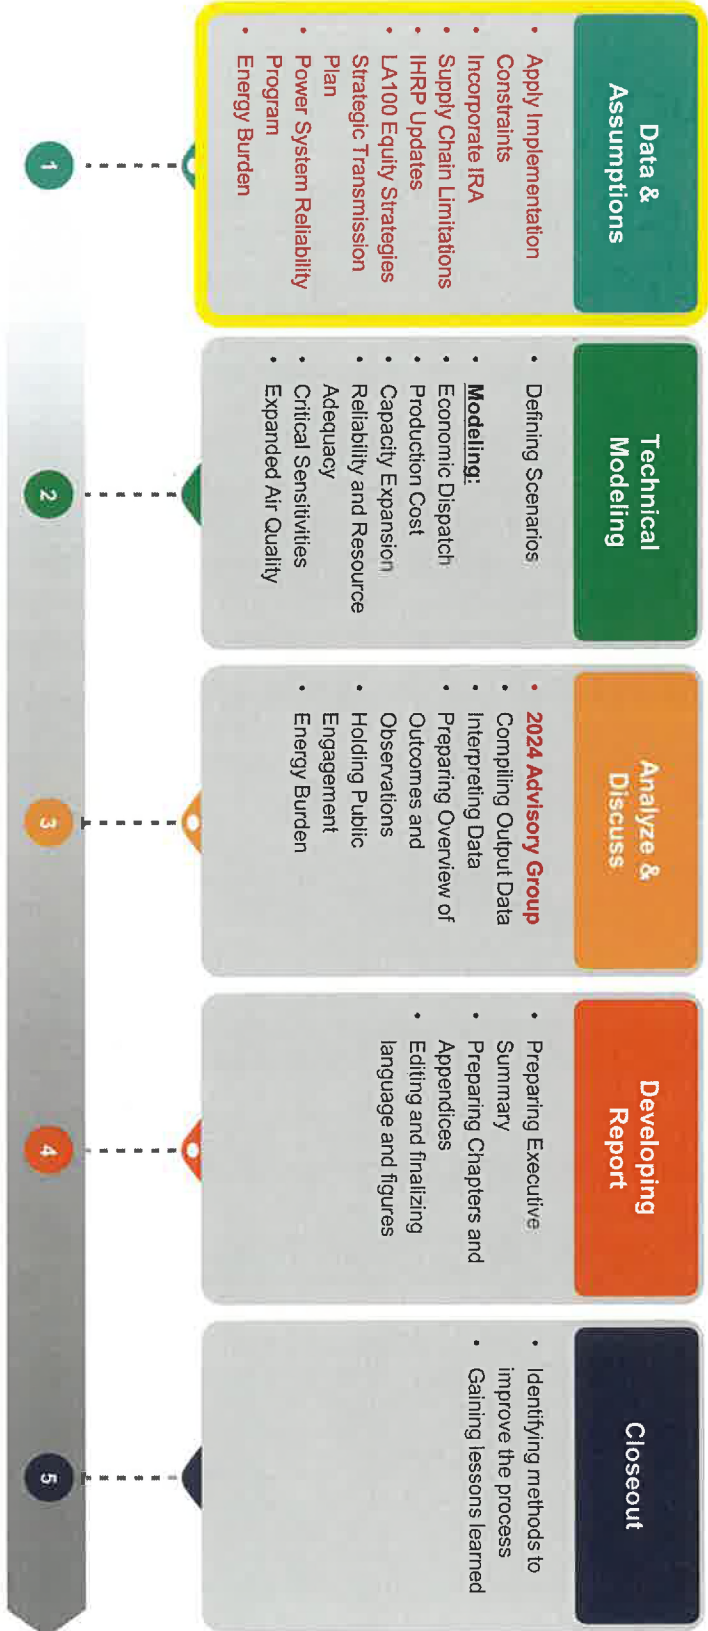 Data &
Assumptions
• Apply Implementation
Constraints
• Incorporate IRA
• Supply Chain Limitations
• IHRP Updates
• LA100 Equity Strategies
Strategic Transmission
Plan
• Power System Reliability
Program
• Energy Burden
1
Technical
Modeling
• Defining Scenarios
• Modeling:
• Economic Dispatch
• Production Cost
• Capacity Expansion
• Reliability and Resource
Adequacy
• Critical Sensitivities
• Expanded Air Quality
2
Analyze &
Discuss
• 2024 Advisory Group
• Compiling Output Data
• Interpreting Data
• Preparing Overview of
Outcomes and
Observations
• Holding Public
Engagement
• Energy Burden
3
Developing
Report
• Preparing Executive
Summary
• Preparing Chapters and
Appendices
• Editing and finalizing
language and figures
4
Closeout
• Identifying methods to
improve the process
• Gaining lessons learned
5